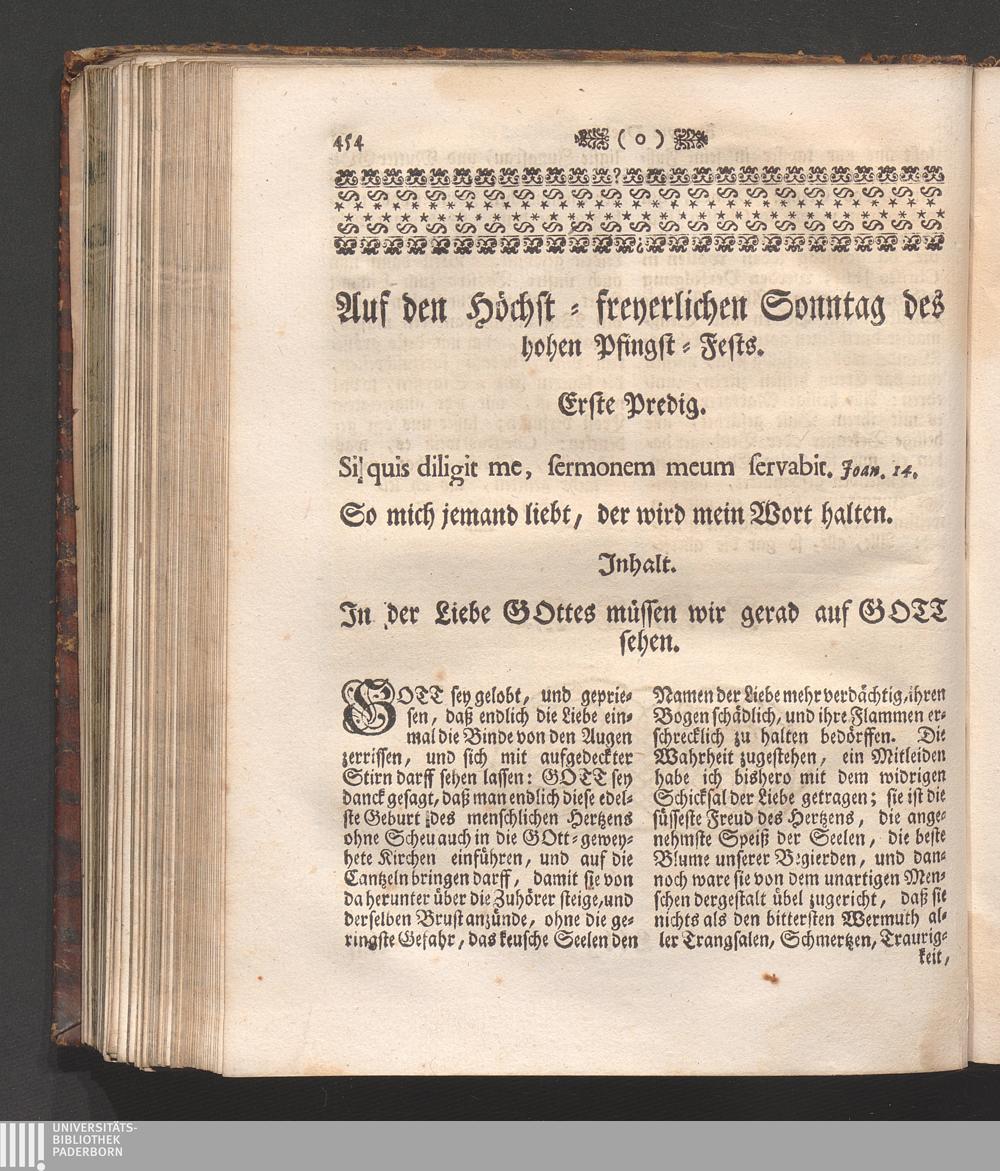 454
( o )
Auf den Höchst = freyerlichen Sonntag des
hohen Pfingst = Fests.
Erste Predig.
Si quis diligit me, sermonem meum servabit. Joan. 14.
So mich jemand liebt, der wird mein Wort halten.
Inhalt.
In der Liebe GOttes müssen wir gerad auf GOTT
sehen.
GOTT sey gelobt, und geprie=
sen, daß endlich die Liebe ein=
mal die Binde von den Augen
zerrissen, und sich mit aufgedeckter
Stirn darff sehen lassen: GOTT sey
danck gesagt, daß man endlich diese edel=
ste Geburt des menschlichen Hertzens
ohne Scheu auch in die GOtt=gewey=
hete Kirchen einführen, und auf die
Cantzeln bringen darff, damit sie von
da herunter über die Zuhörer steige, und
derselben Brust anzünde, ohne die ge=
ringste Gefahr, das keusche Seelen den
Namen der Liebe mehr verdächtig, ihren
Bogen schädlich, und ihre Flammen er=
schrecklich zu halten bedörffen. Die
Wahrheit zugestehen, ein Mitleiden
habe ich bishero mit dem widrigen
Schicksal der Liebe getragen; sie ist die
süsseste Freud des Hertzens, die ange=
nehmste Speiß der Seelen, die beste
Blume unserer Begierden, und dan=
noch ware sie von dem unartigen Men=
schen dergestalt übel zugericht, daß sie
nichts als den bittersten Wermuth al=
ler Trangsalen, Schmertzen, Traurig=
keit,
UNIVERSITÄTS-
BIBLIOTHEK
PADERBORN